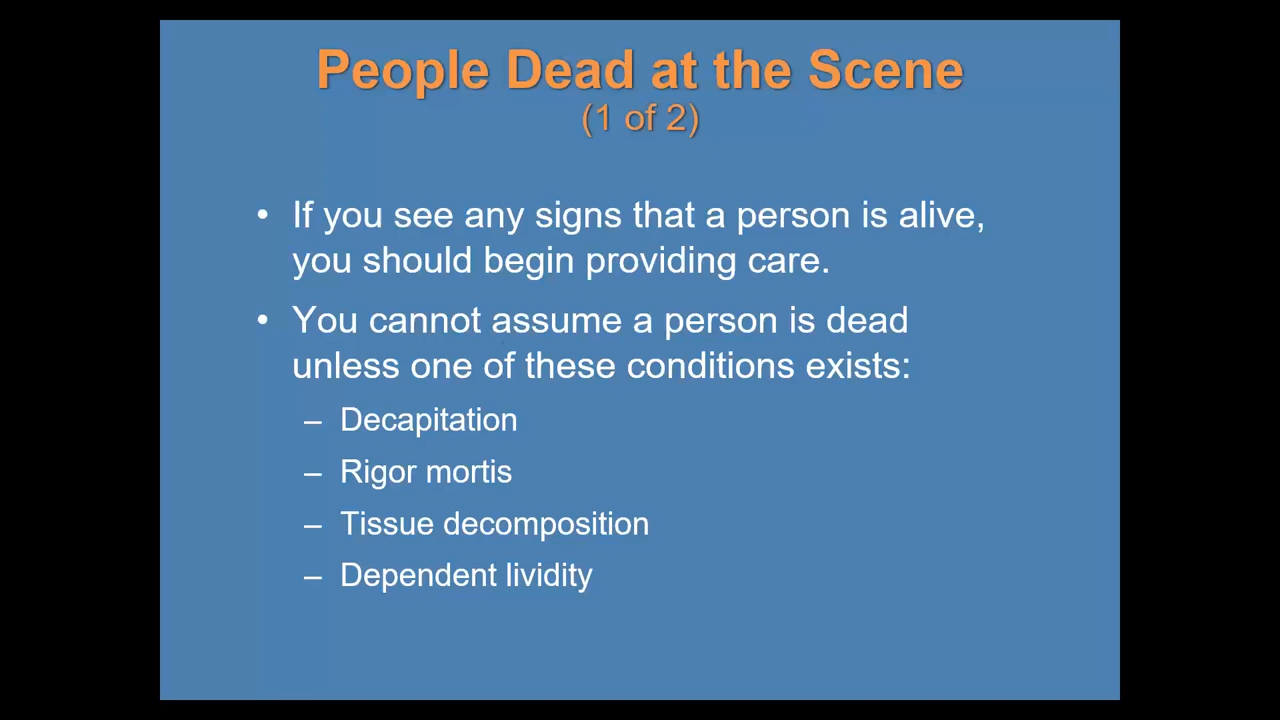 People Dead at the Scene
(1 of 2)
• If you see any signs that a person is alive,
you should begin providing care.
• You cannot assume a person is dead
unless one of these conditions exists:
– Decapitation
– Rigor mortis
– Tissue decomposition
– Dependent lividity